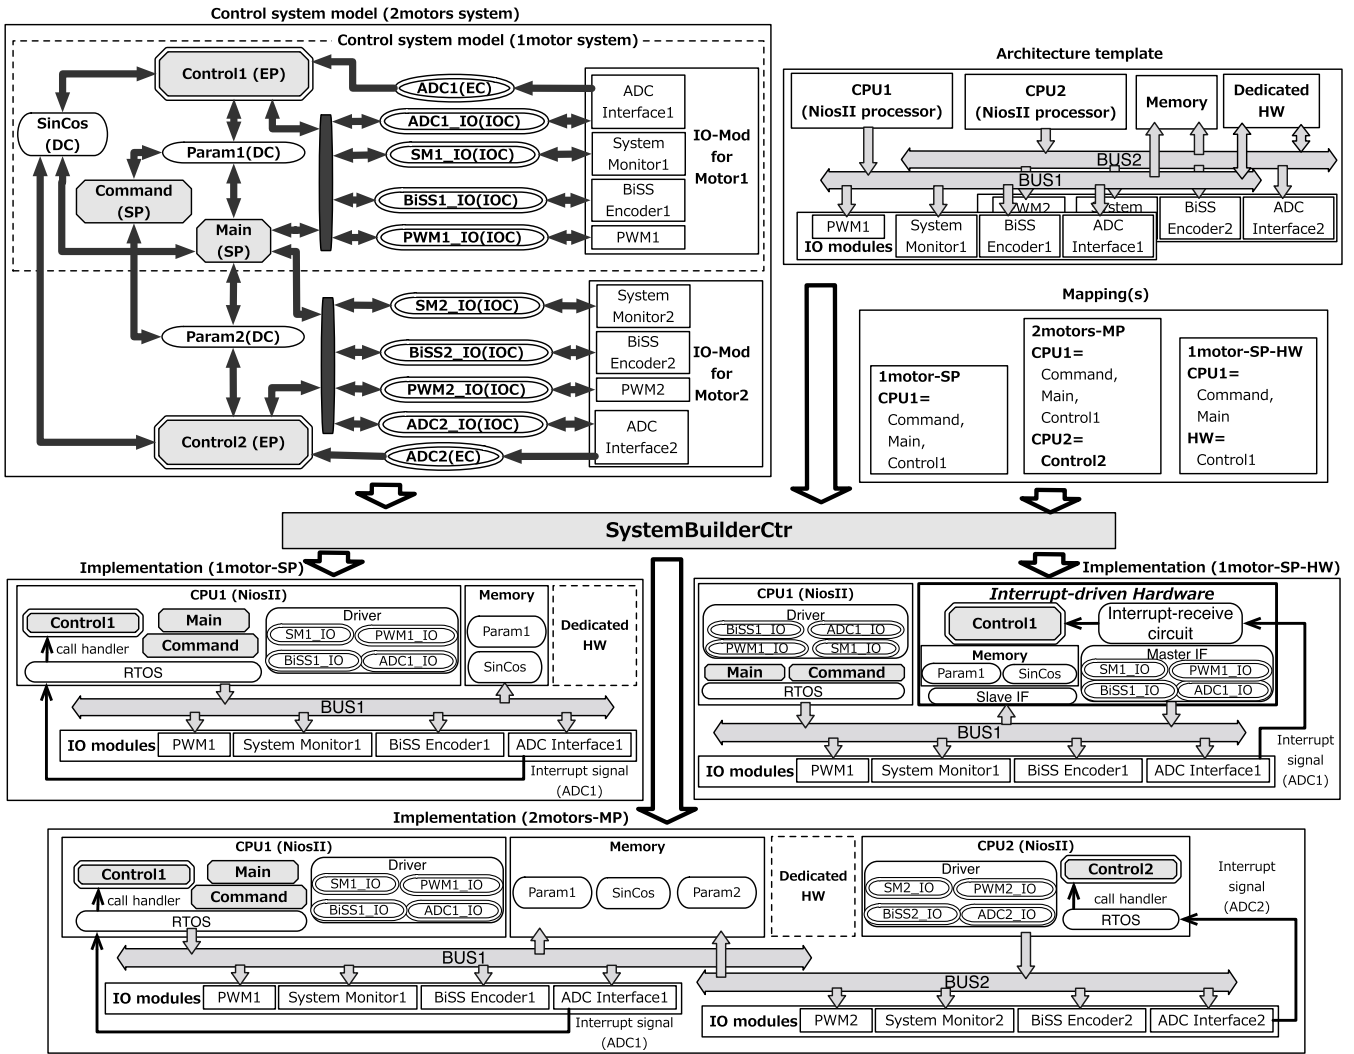 Control system model (2motors system)
Control system model (1motor system)
Control1 (EP)
SinCos
(DC)
Param1(DC)
Command
(SP)
Main
(SP)
Param2(DC)
Control2 (EP)
ADC1(EC)
ADC1_IO(IOC)
SM1_IO(IOC)
BiSS1_IO(IOC)
PWM1_IO(IOC)
ADC
Interface1
System
Monitor1
BiSS
Encoder1
PWM1
IO-Mod
for
Motor1
SM2_IO(IOC)
BiSS2_IO(IOC)
PWM2_IO(IOC)
ADC2_IO(IOC)
ADC2(EC)
System
Monitor2
BiSS
Encoder2
PWM2
ADC
Interface2
IO-Mod
for
Motor2
Architecture template
CPU1
(NiosII processor)
CPU2
(NiosII processor)
Memory
Dedicated
HW
BUS2
BUS1
PWM2
System
BiSS
Encoder2
ADC
Interface2
PWM1
IO modules
System
Monitor1
BiSS
Encoder1
ADC
Interface1
Mapping(s)
1motor-SP
CPU1=
Command,
Main,
Control1
2motors-MP
CPU1=
Command,
Main,
Control1
CPU2=
Control2
1motor-SP-HW
CPU1=
Command,
Main
HW=
Control1
SystemBuilderCtr
Implementation (1motor-SP)
CPU1 (NiosII)
Control1
call handler
RTOS
Main
Command
Driver
SM1_IO
PWM1_IO
BiSS1_IO
ADC1_IO
Memory
Param1
SinCos
Dedicated
HW
BUS1
IO modules
PWM1
System Monitor1
BiSS Encoder1
ADC Interface1
Interrupt signal
(ADC1)
Implementation (1motor-SP-HW)
CPU1 (NiosII)
Driver
BiSS1_IO
ADC1_IO
PWM1_IO
SM1_IO
Main
Command
RTOS
Interrupt-driven Hardware
Control1
Interrupt-receive
circuit
Memory
Param1
SinCos
Slave IF
Master IF
SM1_IO
PWM1_IO
BiSS1_IO
ADC1_IO
BUS1
IO modules
PWM1
System Monitor1
BiSS Encoder1
ADC Interface1
Interrupt
signal
(ADC1)
Implementation (2motors-MP)
CPU1 (NiosII)
Control1
call handler
RTOS
Main
Command
Driver
SM1_IO
PWM1_IO
BiSS1_IO
ADC1_IO
Memory
Param1
SinCos
Param2
Dedicated
HW
CPU2 (NiosII)
Driver
SM2_IO
PWM2_IO
BiSS2_IO
ADC2_IO
Control2
call handler
RTOS
Interrupt
signal
(ADC2)
BUS1
BUS2
IO modules
PWM1
System Monitor1
BiSS Encoder1
ADC Interface1
Interrupt signal
(ADC1)
IO modules
PWM2
System Monitor2
BiSS Encoder2
ADC Interface2